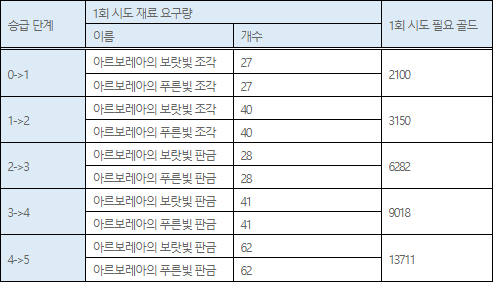 승급 단계
1회 시도 재료 요구량
1회 시도 필요 골드
이름
개수
0->1
아르보레아의 보랏빛 조각
27
2100
아르보레아의 푸른빛 조각
27
1->2
아르보레아의 보랏빛 조각
40
3150
아르보레아의 푸른빛 조각
40
2->3
아르보레아의 보랏빛 판금
28
6282
아르보레아의 푸른빛 판금
28
3->4
아르보레아의 보랏빛 판금
41
9018
아르보레아의 푸른빛 판금
41
4->5
아르보레아의 보랏빛 판금
62
13711
아르보레아의 푸른빛 판금
62